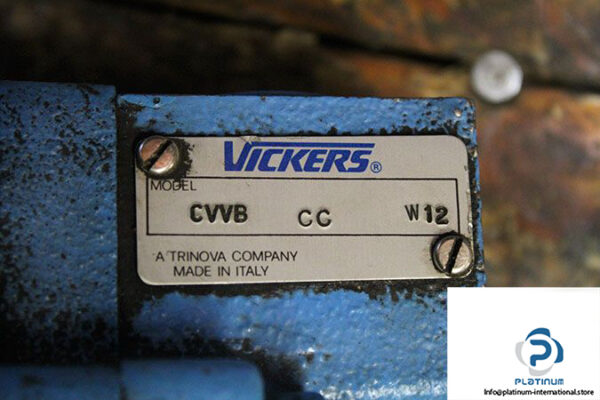 VICKERS®
MODEL
CVVB CC W12
A TRINOVA COMPANY
MADE IN ITALY
PLATINUM
Info@platinum-international.store